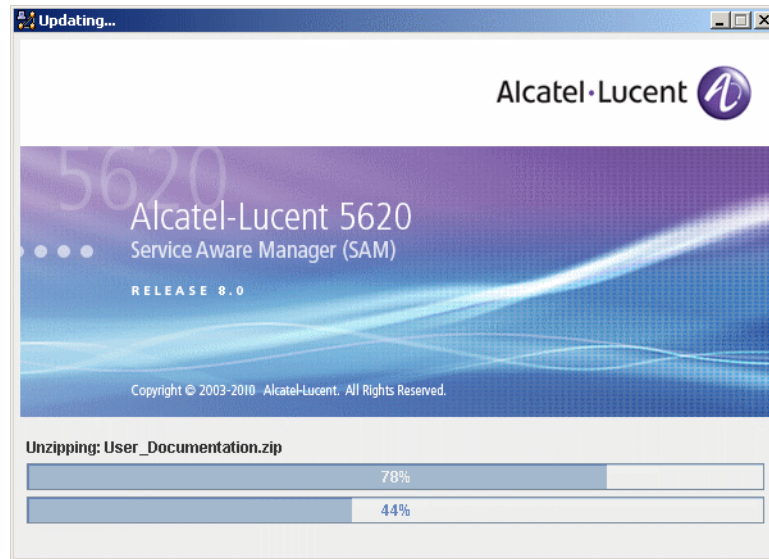 Updating...
Alcatel·Lucent
5620
Alcatel-Lucent 5620
Service Aware Manager (SAM)
RELEASE 8.0
Copyright © 2003-2010 Alcatel-Lucent. All Rights Reserved.
Unzipping: User_Documentation.zip
78%
44%